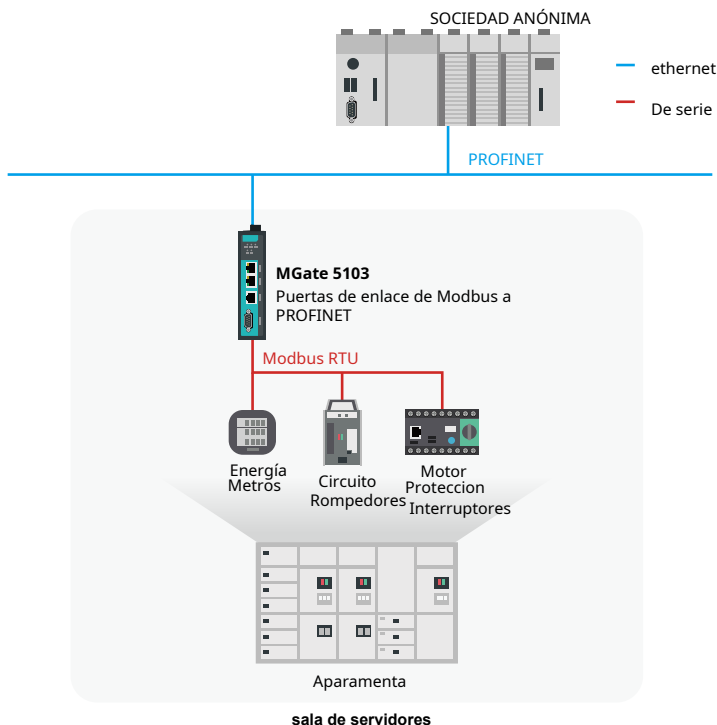 SOCIEDAD ANÓNIMA
ethernet
De serie
PROFINET
MGate 5103
Puertas de enlace de Modbus a
PROFINET
Modbus RTU
Energía
Metros
Circuito
Rompedores
Motor
Proteccion
Interruptores
Aparamenta
sala de servidores